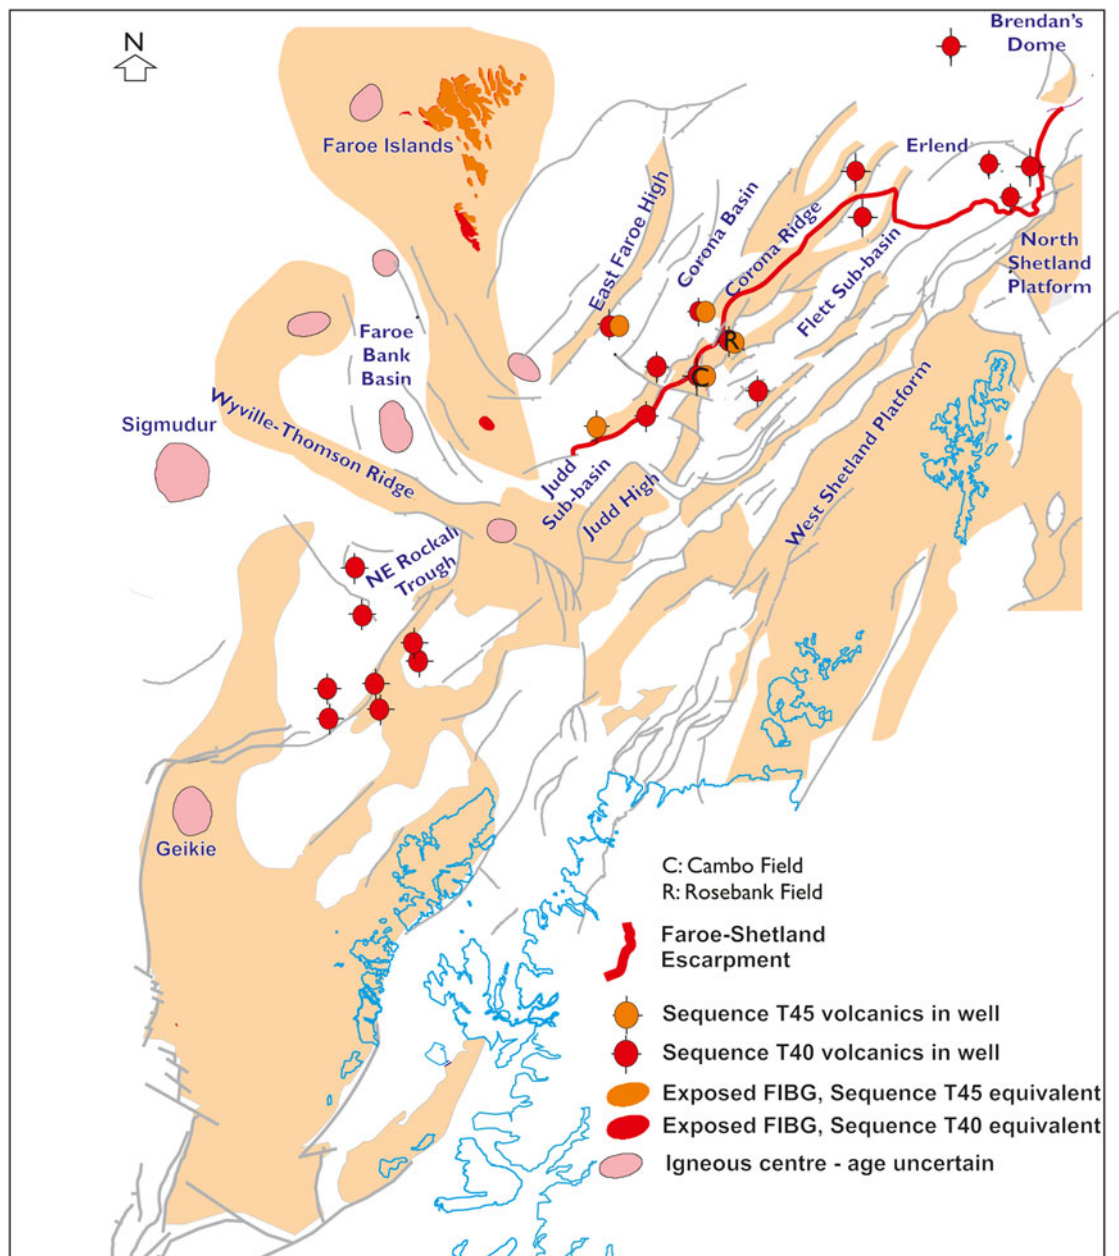 N
Brendan's
Dome
Faroe Islands
Erlend
East Faroe High
Corona Basin
Corona Ridge
Flett Sub-basin
North
Shetland
Platform
Faroe
Bank
Basin
R
C
Sigmudur
Wyville-Thomson Ridge
Judd
Sub-basin
Judd High
West Shetland Platform
NE Rockall
Trough
Geikie
C: Cambo Field
R: Rosebank Field
Faroe-Shetland
Escarpment
Sequence T45 volcanics in well
Sequence T40 volcanics in well
Exposed FIBG, Sequence T45 equivalent
Exposed FIBG, Sequence T40 equivalent
Igneous centre - age uncertain